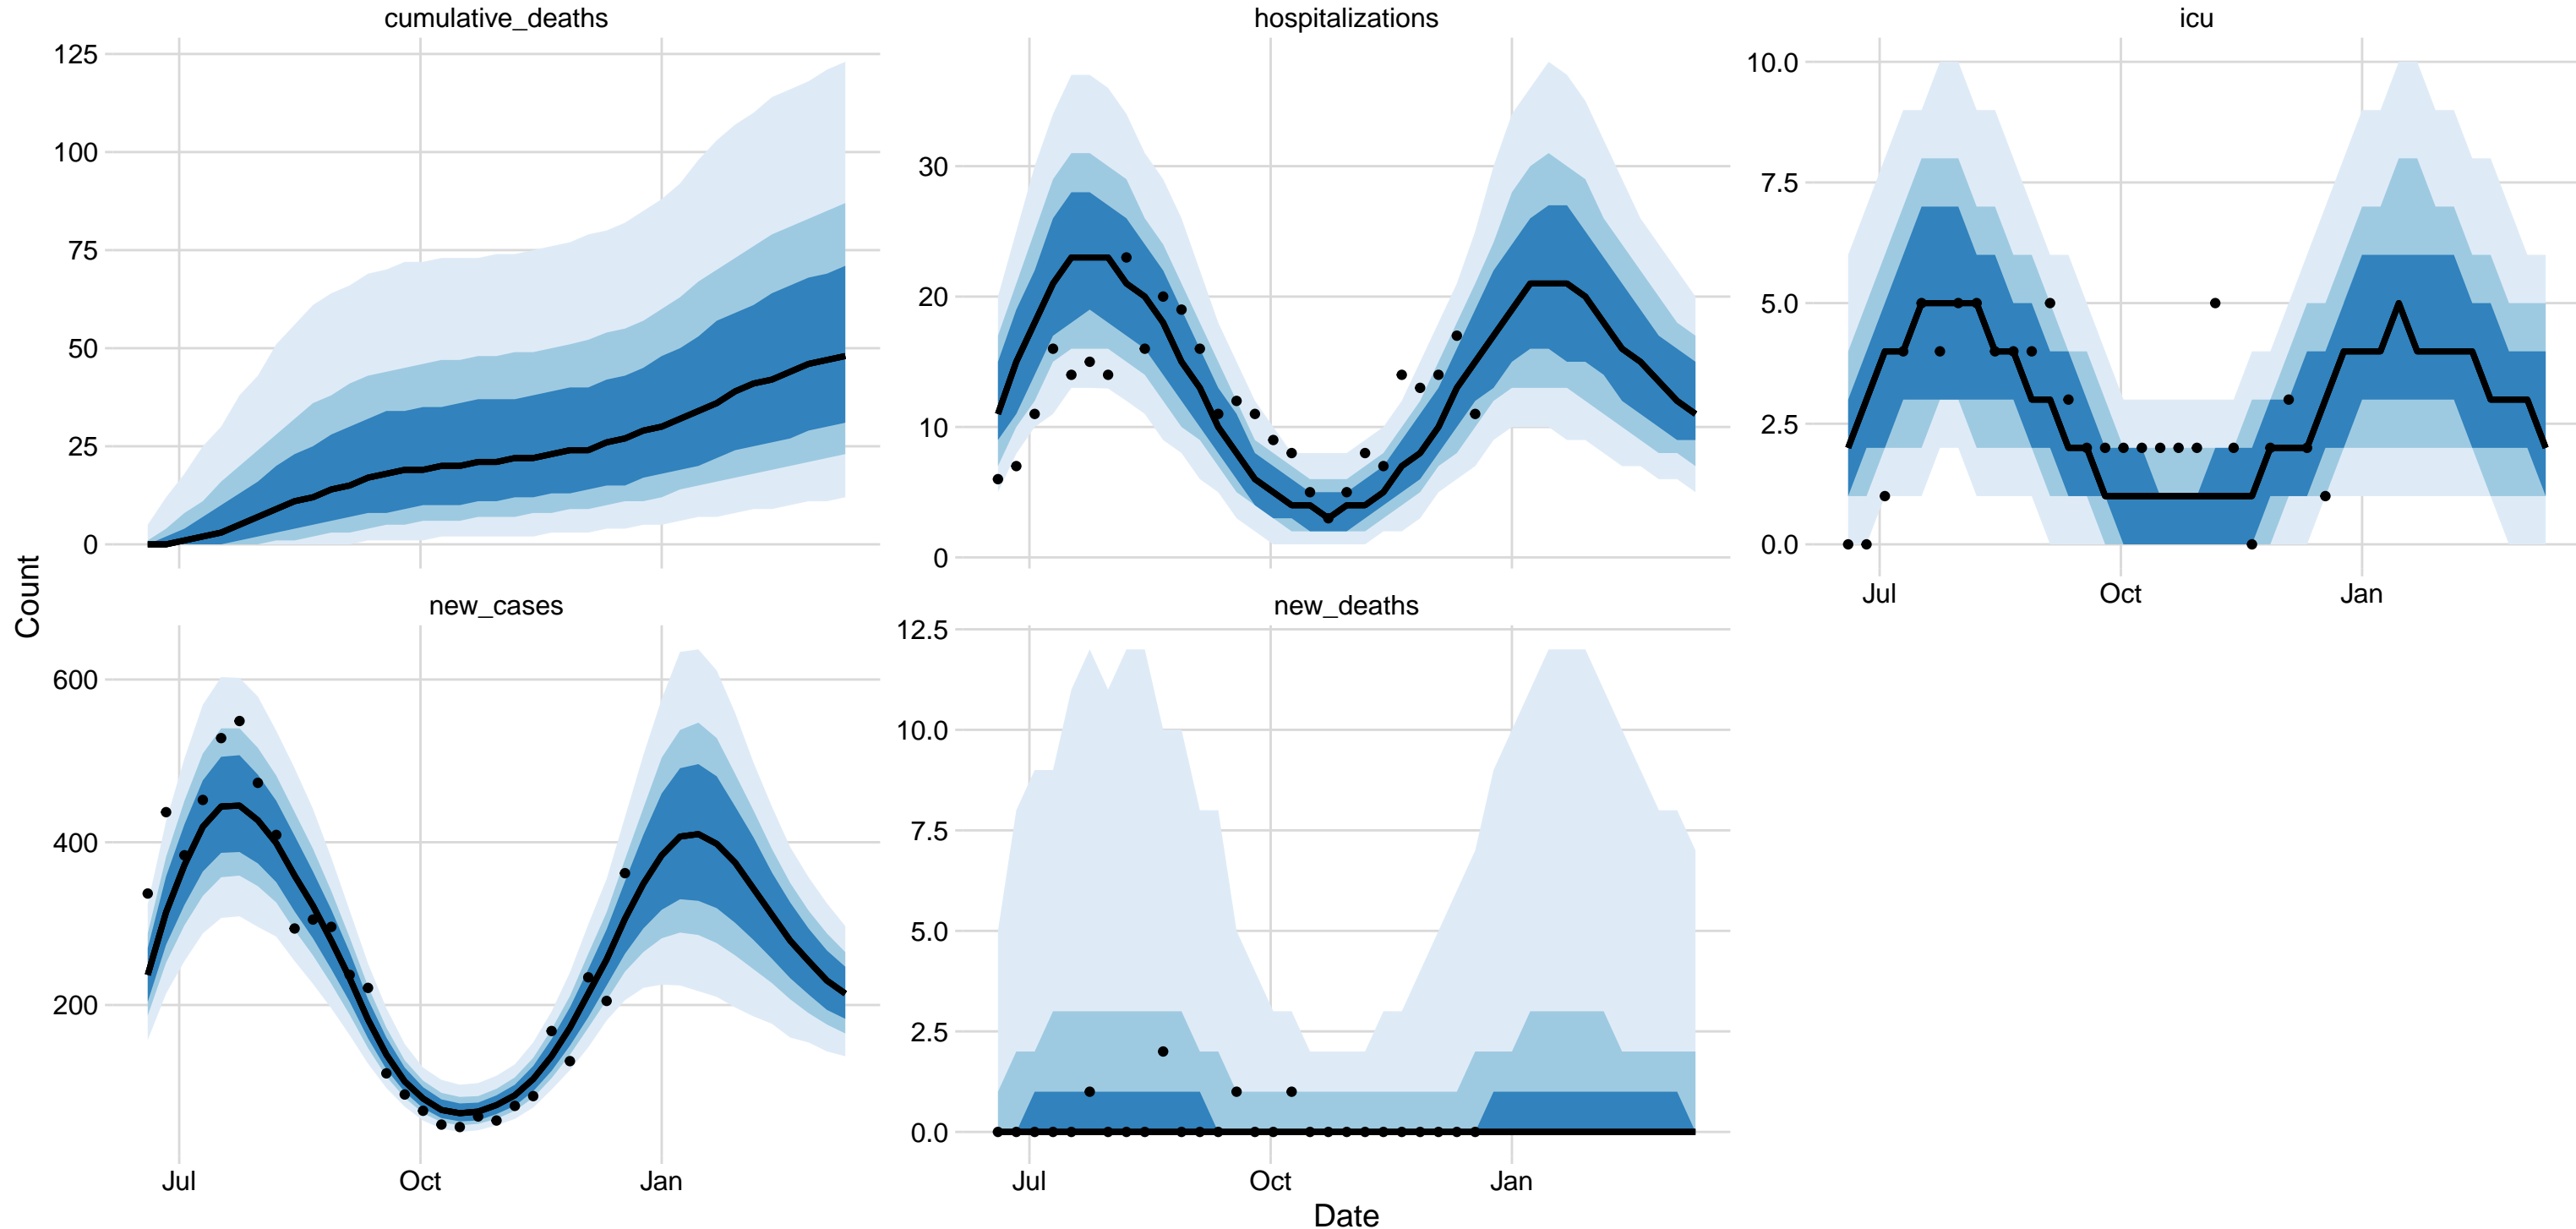 cumulative_deaths
125
100
75
50
25
0
hospitalizations
30
20
10
0
icu
10.0
7.5
5.0
2.5
0.0
Jul Oct Jan
Count
new_cases
600
400
200
Jul Oct Jan
new_deaths
12.5
10.0
7.5
5.0
2.5
0.0
Jul Oct Jan
Date